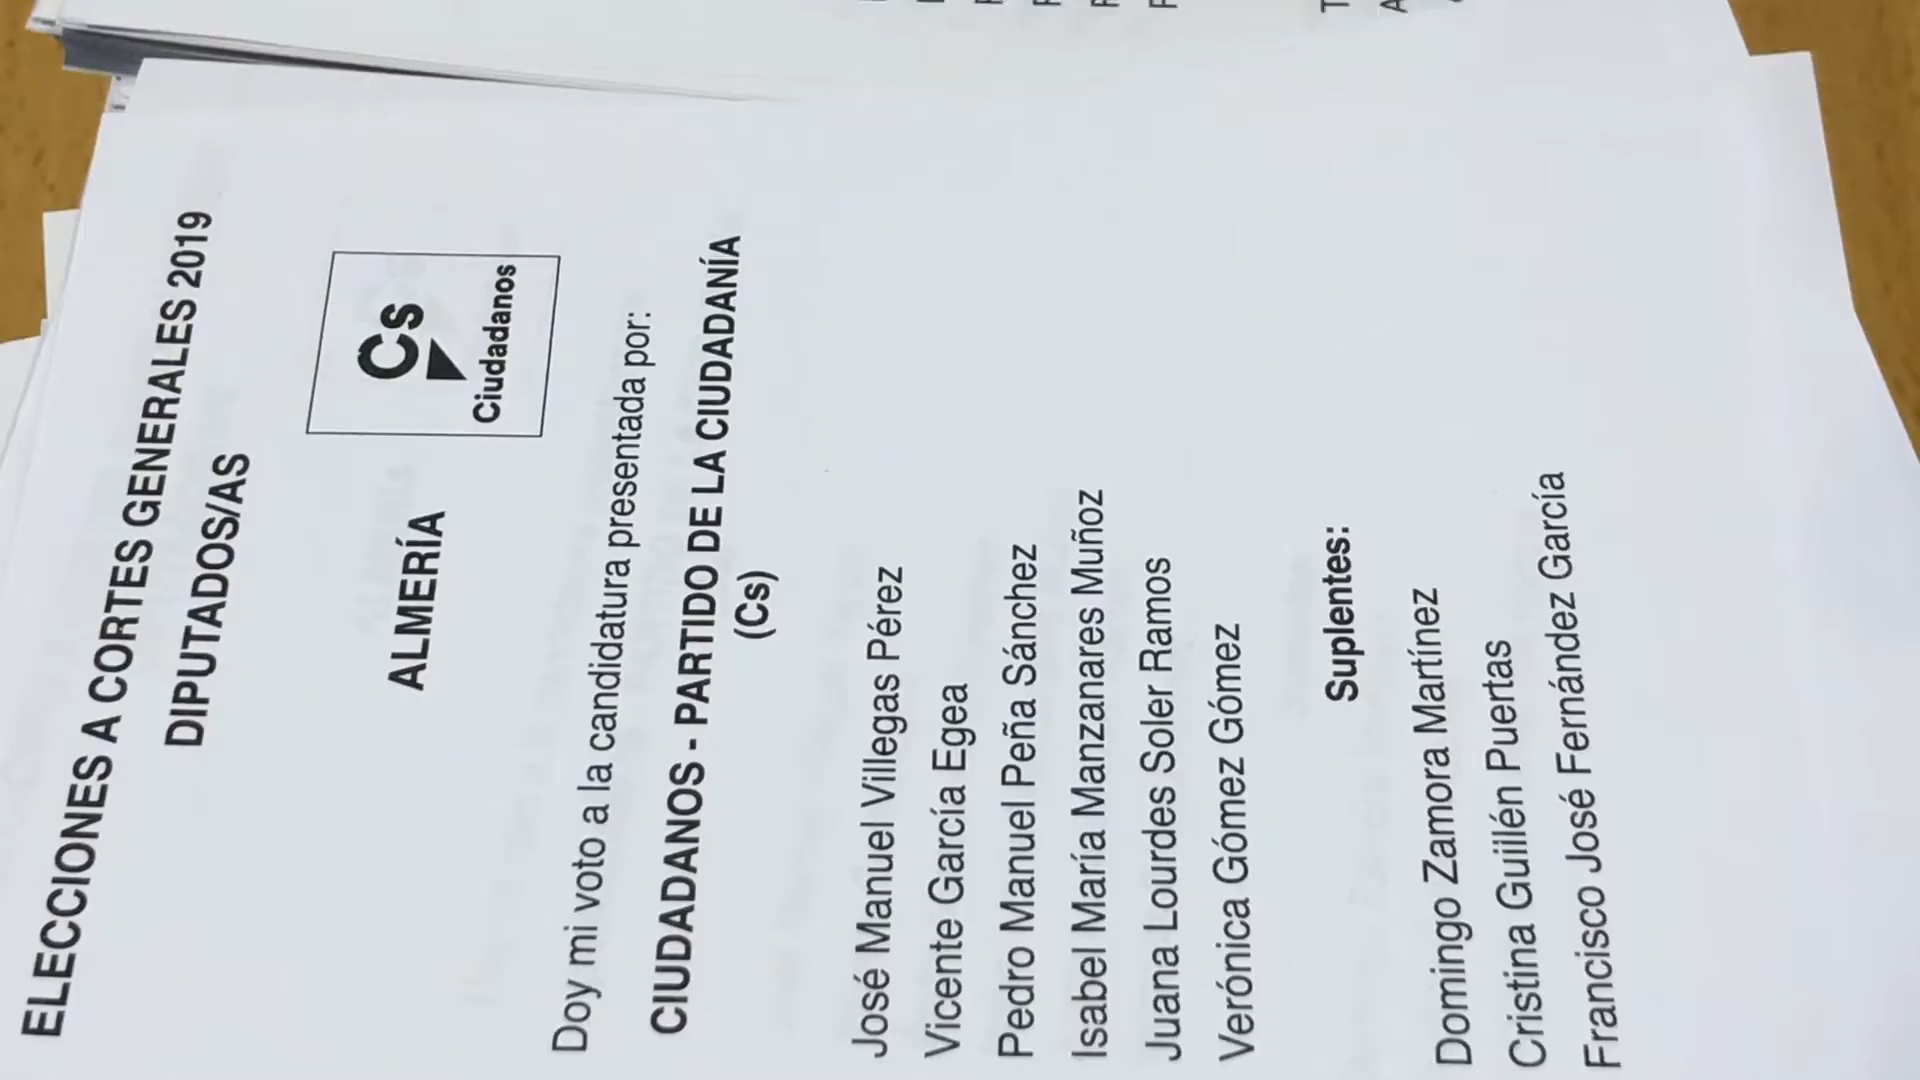 ELECCIONES A CORTES GENERALES 2019
DIPUTADOS/AS
ALMERÍA
Cs
Ciudadanos
Doy mi voto a la candidatura presentada por:
CIUDADANOS - PARTIDO DE LA CIUDADANÍA
(Cs)
José Manuel Villegas Pérez
Vicente García Egea
Pedro Manuel Peña Sánchez
Isabel María Manzanares Muñoz
Juana Lourdes Soler Ramos
Verónica Gómez Gómez
Suplentes:
Domingo Zamora Martínez
Cristina Guillén Puertas
Francisco José Fernández García